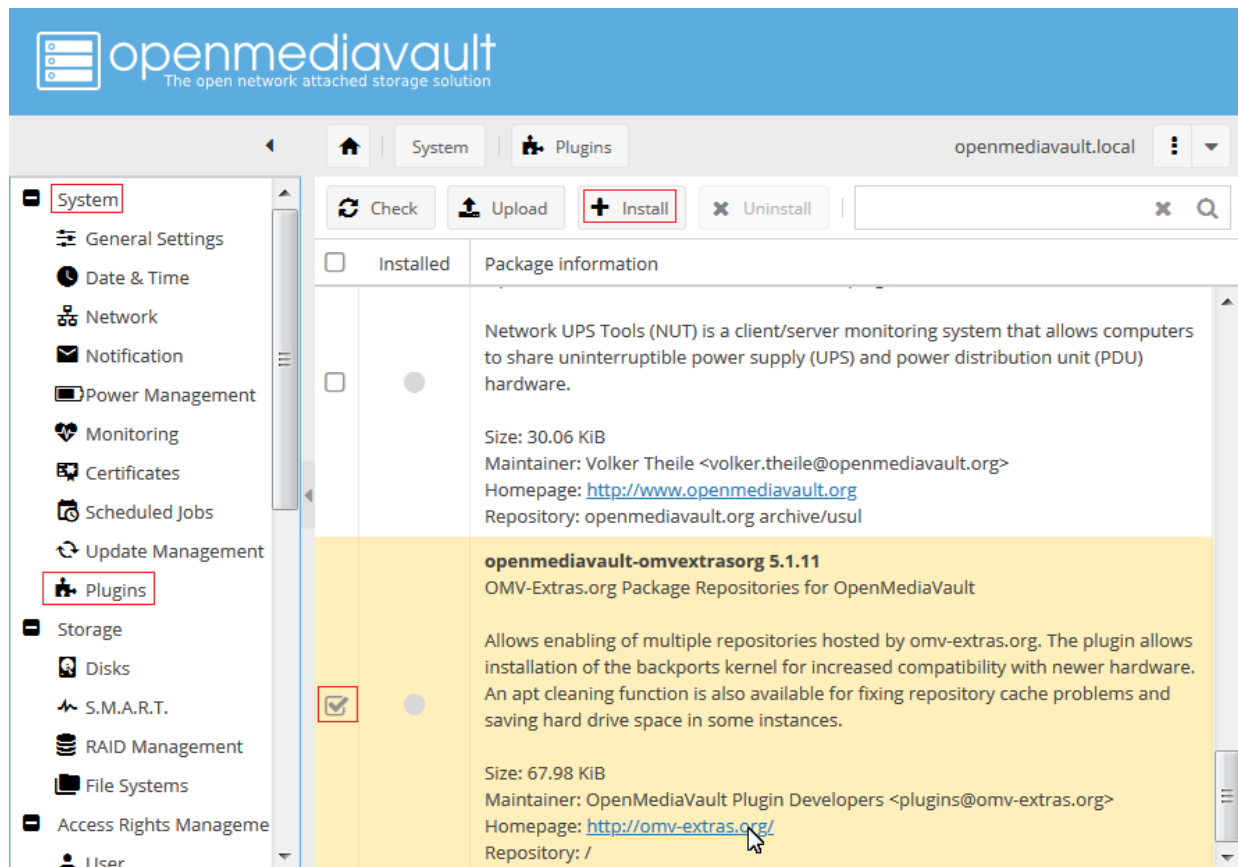 openmediavault
The open network attached storage solution
System
Plugins
openmediavault.local
System
General Settings
Date & Time
Network
Notification
Power Management
Monitoring
Certificates
Scheduled Jobs
Update Management
Plugins
Storage
Disks
S.M.A.R.T.
RAID Management
File Systems
Access Rights Manageme
User
Check
Upload
Install
Uninstall
Installed
Package information
Network UPS Tools (NUT) is a client/server monitoring system that allows computers
to share uninterruptible power supply (UPS) and power distribution unit (PDU)
hardware.
Size: 30.06 KiB
Maintainer: Volker Theile <volker.theile@openmediavault.org>
Homepage: http://www.openmediavault.org
Repository: openmediavault.org archive/usul
openmediavault-omvextrasorg 5.1.11
OMV-Extras.org Package Repositories for OpenMediaVault
Allows enabling of multiple repositories hosted by omv-extras.org. The plugin allows
installation of the backports kernel for increased compatibility with newer hardware.
An apt cleaning function is also available for fixing repository cache problems and
saving hard drive space in some instances.
Size: 67.98 KiB
Maintainer: OpenMediaVault Plugin Developers <plugins@omv-extras.org>
Homepage: http://omv-extras.org/
Repository: /